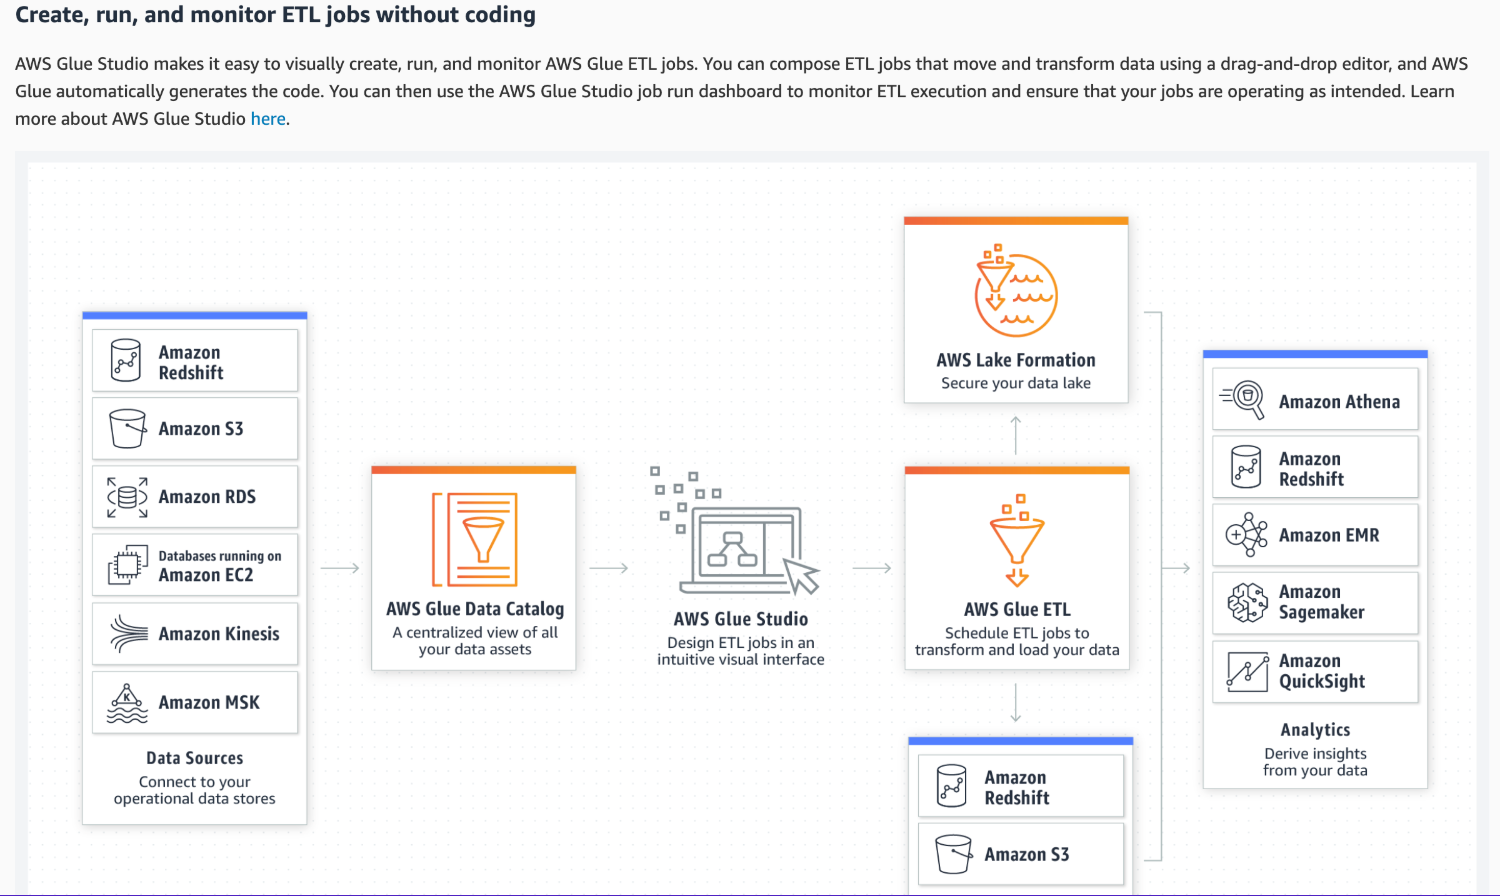 Create, run, and monitor ETL jobs without coding
AWS Glue Studio makes it easy to visually create, run, and monitor AWS Glue ETL jobs. You can compose ETL jobs that move and transform data using a drag-and-drop editor, and AWS
Glue automatically generates the code. You can then use the AWS Glue Studio job run dashboard to monitor ETL execution and ensure that your jobs are operating as intended. Learn
more about AWS Glue Studio here.
Amazon
Redshift
Amazon S3
Amazon RDS
Databases running on
Amazon EC2
Amazon Kinesis
K
Amazon MSK
Data Sources
Connect to your
operational data stores
AWS Glue Data Catalog
A centralized view of all
your data assets
AWS Glue Studio
Design ETL jobs in an
intuitive visual interface
AWS Lake Formation
Secure your data lake
AWS Glue ETL
Schedule ETL jobs to
transform and load your data
Amazon
Redshift
Amazon S3
Amazon Athena
Amazon
Redshift
Amazon EMR
Amazon
Sagemaker
Amazon
QuickSight
Analytics
Derive insights
from your data